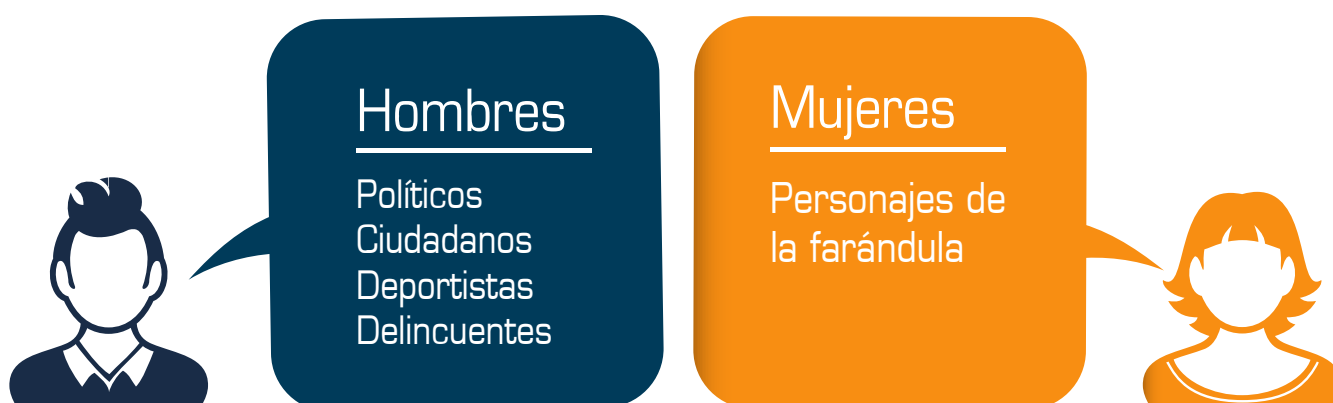 Hombres
Políticos
Ciudadanos
Deportistas
Delincuentes
Mujeres
Personajes de
la farándula